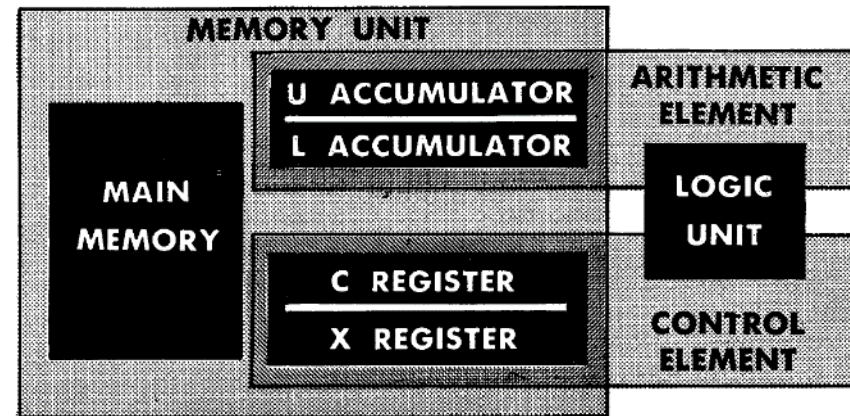 MEMORY UNIT
U ACCUMULATOR
L ACCUMULATOR
ARITHMETIC
ELEMENT
MAIN
MEMORY
LOGIC
UNIT
C REGISTER
X REGISTER
CONTROL
ELEMENT